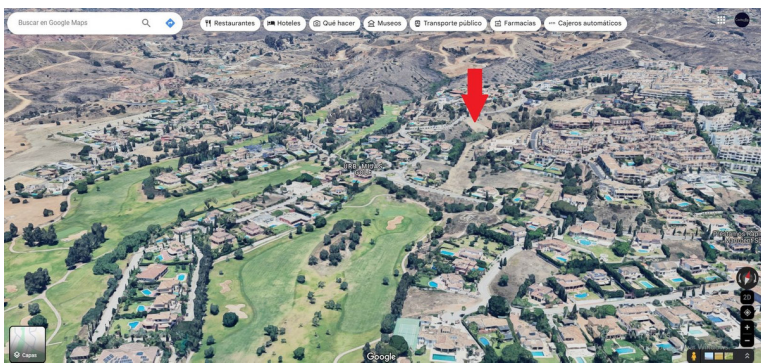 Buscar en Google Maps
Restaurantes
Hoteles
Qué hacer
Museos
Transporte público
Farmacias
Cajeros automáticos
2D
Capas
Google